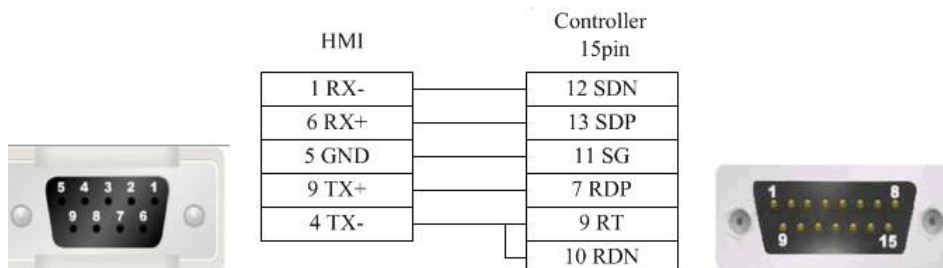 HMI
Controller
15pin
1 RX-
12 SDN
6 RX+
13 SDP
5 GND
11 SG
9 TX+
7 RDP
4 TX-
9 RT
10 RDN
5 4 3 2 1
9 8 7 6
1 8
9 15